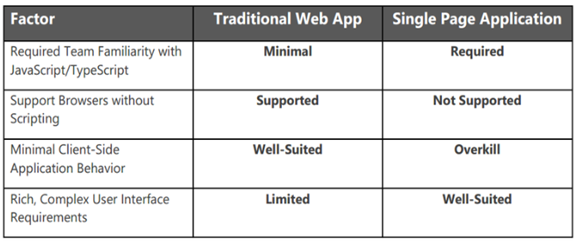 Factor Traditional Web App Single Page Application
Required Team Familiarity with Minimal Required
JavaScript/TypeScript
Support Browsers without Supported Not Supported
Scripting
Minimal Client-Side Well-Suited Overkill
Application Behavior
Rich, Complex User Interface Limited Well-Suited
Requirements